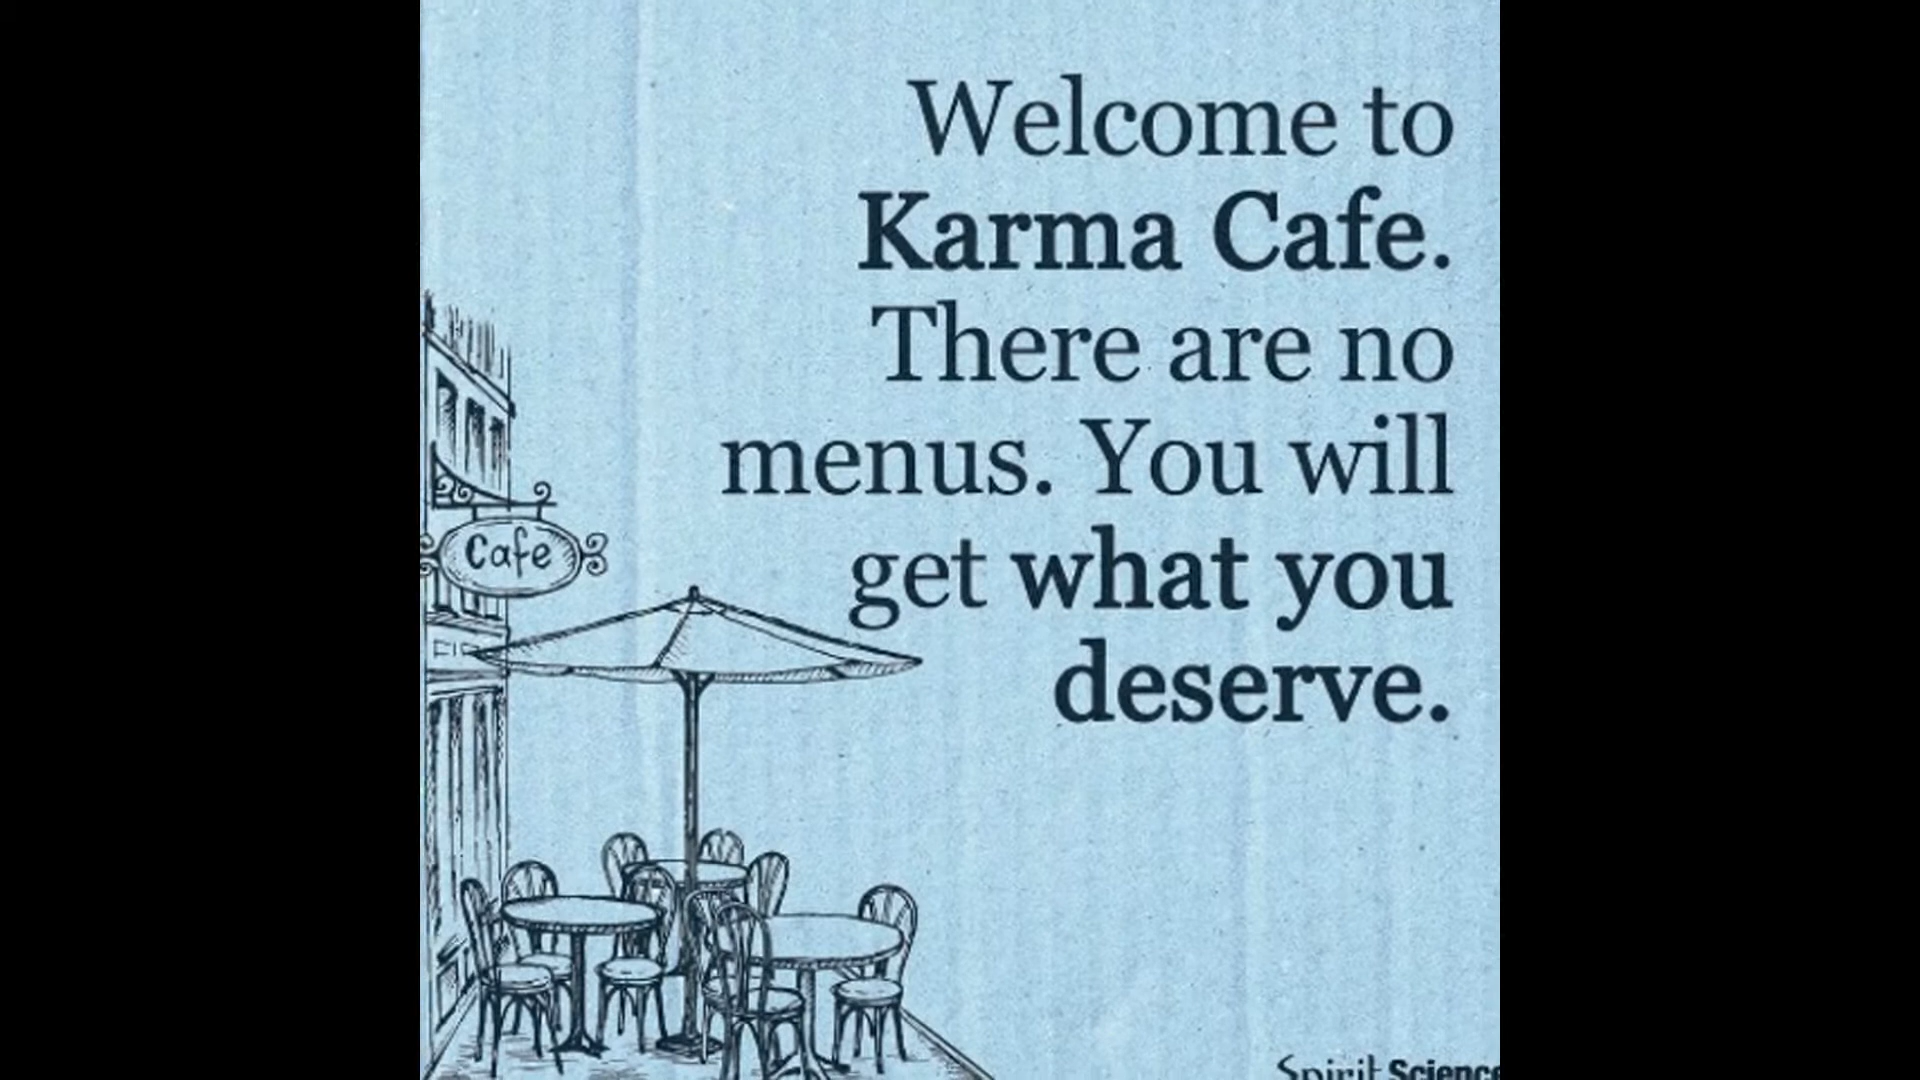 Welcome to
Karma Cafe.
There are no
menus. You will
get what you
deserve.
Cafe
Spirit Science